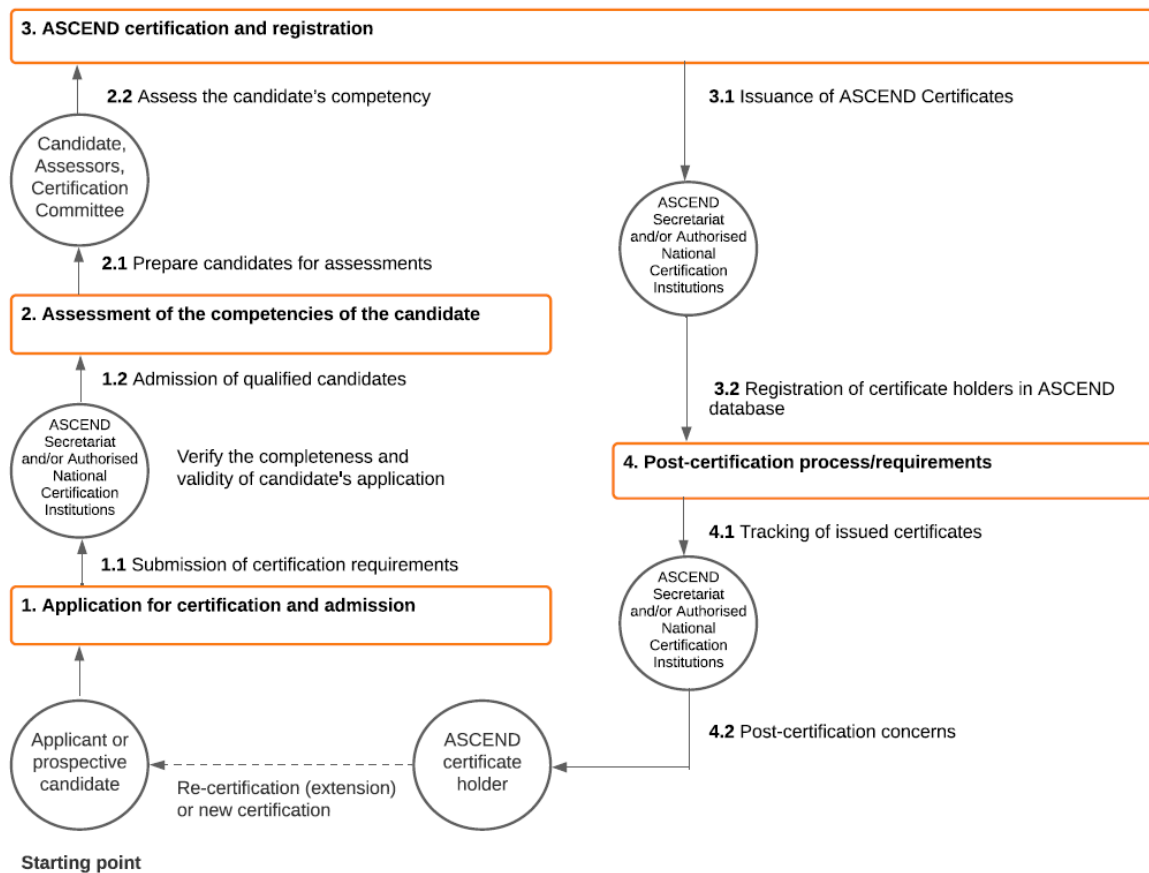 3. ASCEND certification and registration
2.2 Assess the candidate's competency
3.1 Issuance of ASCEND Certificates
Candidate,
Assessors,
Certification
Committee
ASCEND
Secretariat
and/or Authorised
National
Certification
Institutions
2.1 Prepare candidates for assessments
2. Assessment of the competencies of the candidate
1.2 Admission of qualified candidates
3.2 Registration of certificate holders in ASCEND
database
ASCEND
Secretariat
and/or Authorised
National
Certification
Institutions
Verify the completeness and
validity of candidate's application
4. Post-certification process/requirements
4.1 Tracking of issued certificates
1.1 Submission of certification requirements
ASCEND
Secretariat
and/or Authorised
National
Certification
Institutions
1. Application for certification and admission
4.2 Post-certification concerns
Applicant or
prospective
candidate
ASCEND
certificate
holder
Re-certification (extension)
or new certification
Starting point